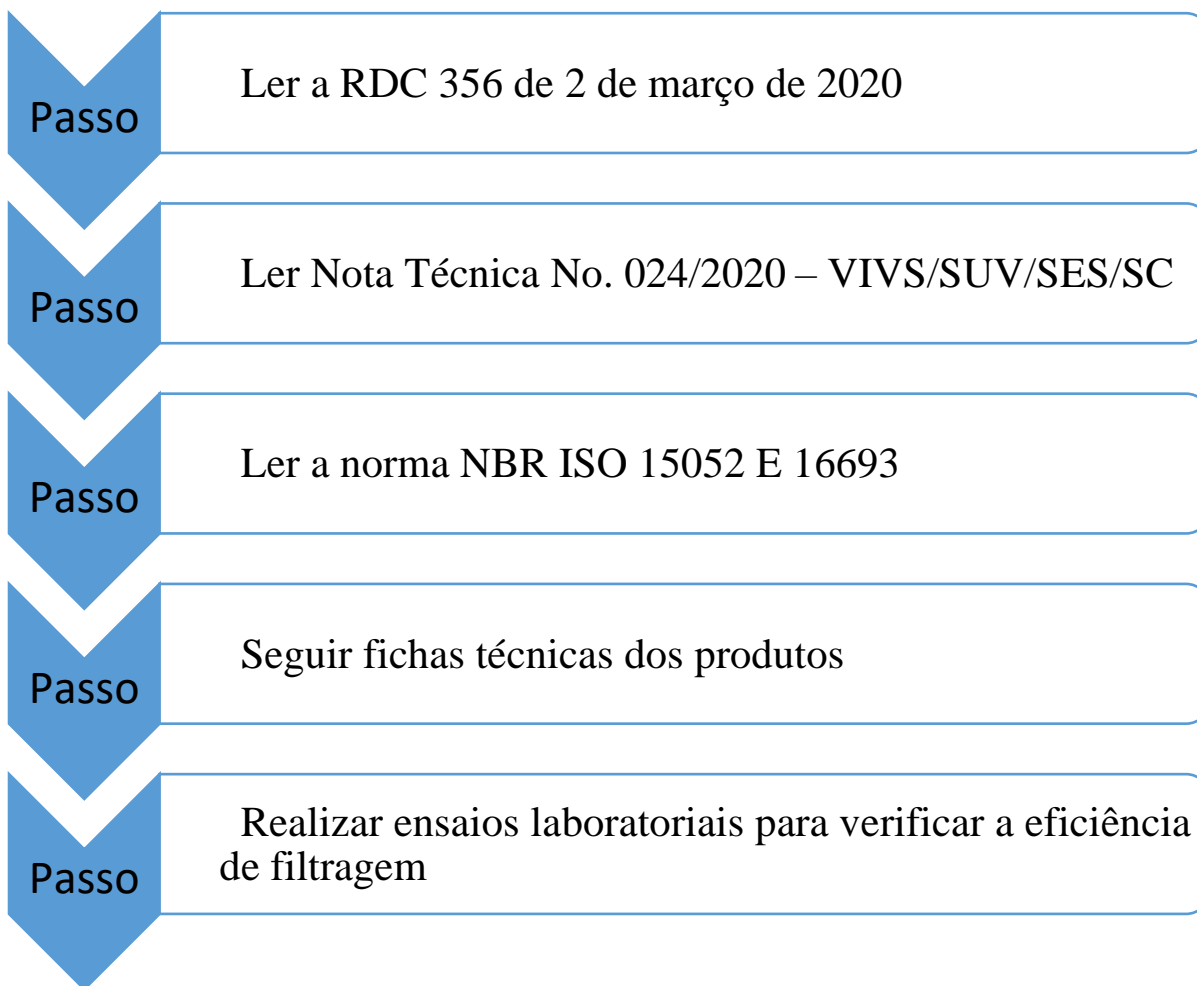 Passo
Ler a RDC 356 de 2 de março de 2020
Passo
Ler Nota Técnica No. 024/2020 – VIVS/SUV/SES/SC
Passo
Ler a norma NBR ISO 15052 E 16693
Passo
Seguir fichas técnicas dos produtos
Passo
Realizar ensaios laboratoriais para verificar a eficiência
de filtragem